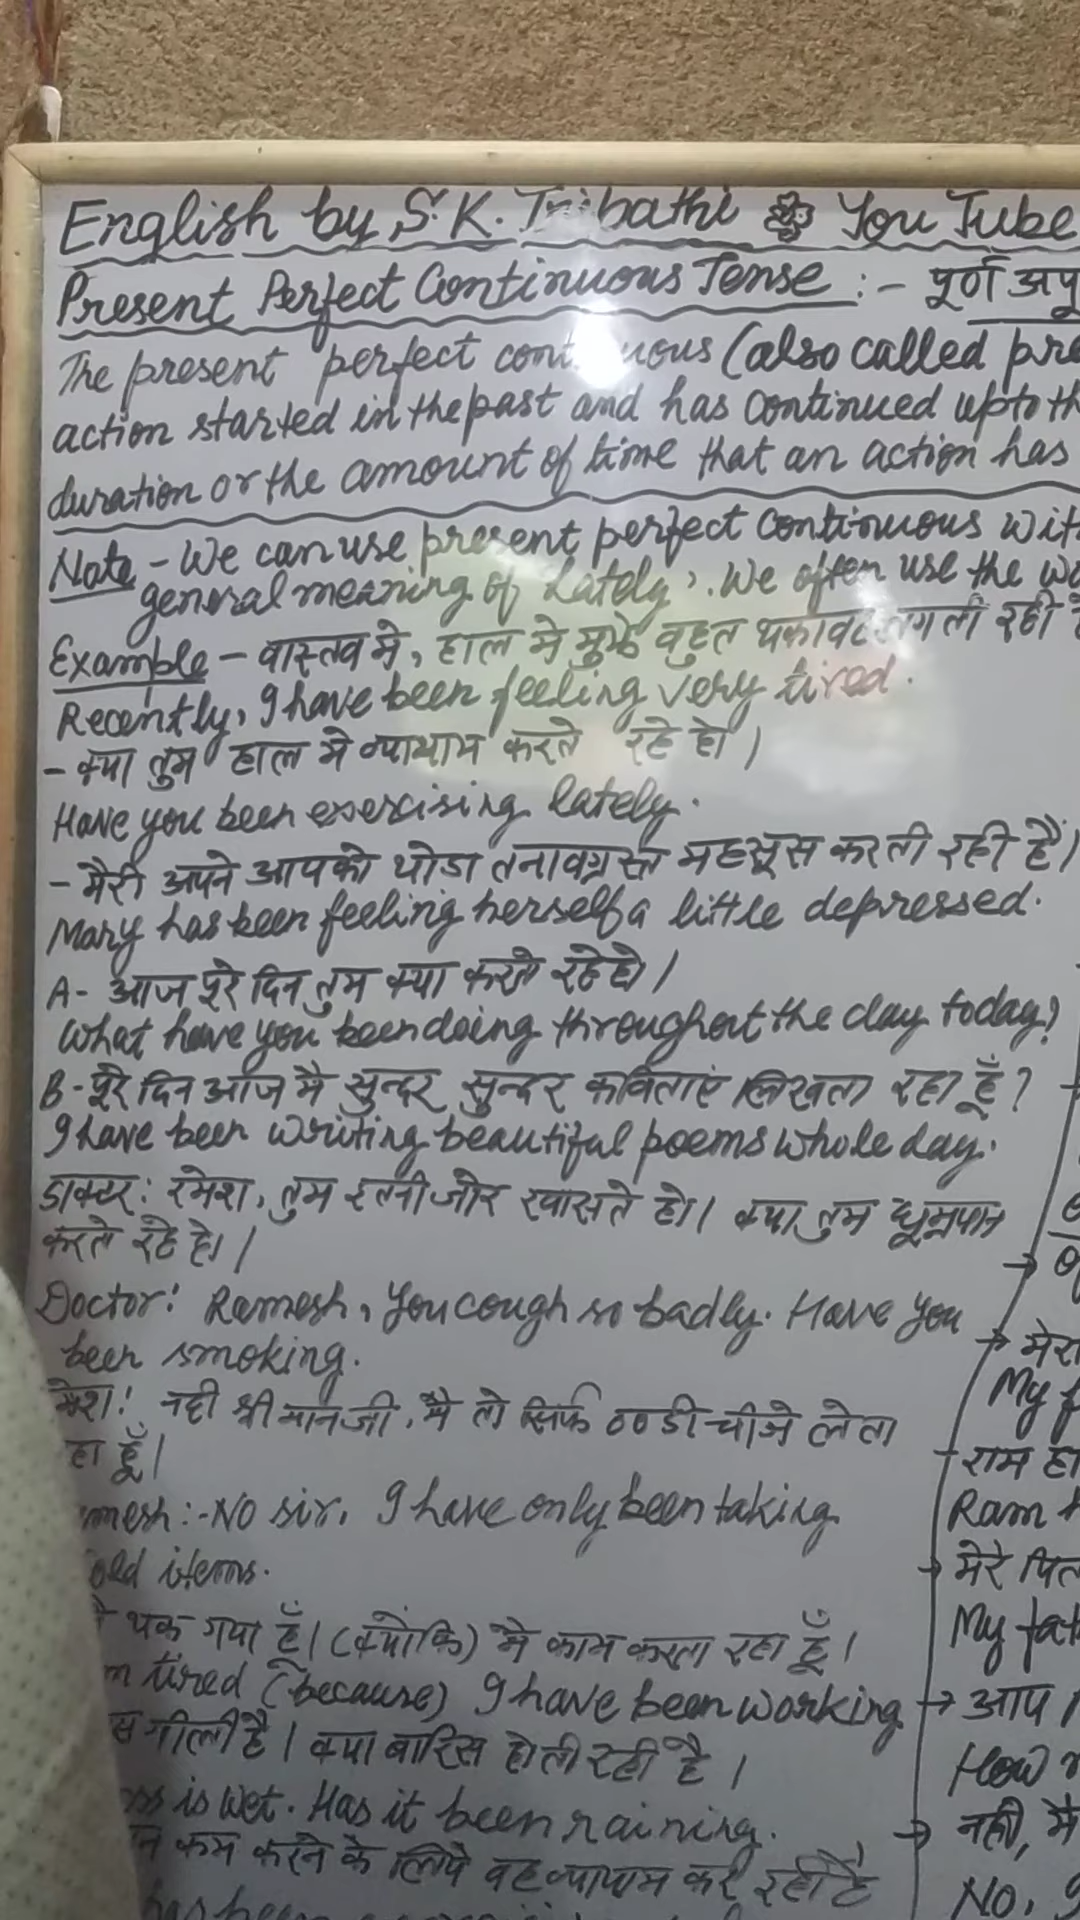 English by S.K. Tribathi You Tube
Present Perfect Continuous Tense :- पूर्ण अपू
The present perfect continuous (also called pre
action started in the past and has continued upto th
duration or the amount of time that an action has
Note - We can use present perfect continuous wit
general meaning of Lately'. We often use the wo
Example - वास्तव मे, हाल मे मुझे बहुत थकावट लगती रही है
Recently, I have been feeling very tired.
- क्या तुम हाल मे व्यायाम करते रहे हो।
Have you been exercising lately.
- मैरी अपने आपको थोडा तनावग्रस्त महसूस करती रही है।
Mary has been feeling herself a little depressed.
A- आज पूरे दिन तुम क्या करते रहे हो।
What have you been doing throughout the day today?
B- पूरे दिन आज मै सुन्दर सुन्दर कविताएं लिखता रहा हूँ?
I have been writing beautiful poems whole day.
डाक्टर: रमेश, तुम इतनी जोर खासते हो। क्या तुम धूम्रपान
करते रहे हो।
Doctor: Ramesh, You cough so badly. Have you
been smoking.
मेश: नही श्रीमानजी, मै तो सिर्फ ठण्डी चीजे लेता
हा हूँ।
mesh:- No sir, I have only been taking
old items.
थक गया हूँ। (क्योकि) मै काम करता रहा हूँ।
m tired (because) I have been working
स गीली है। क्या बारिस होती रही है।
ss is wet. Has it been raining.
न कम करने के लिये वह व्यायाम कर रही है
has been
→ मेरा
My f
- राम हा
Ram h
→ मेरे पित
My fat
→ आप
How
→ नही, मै
No, I